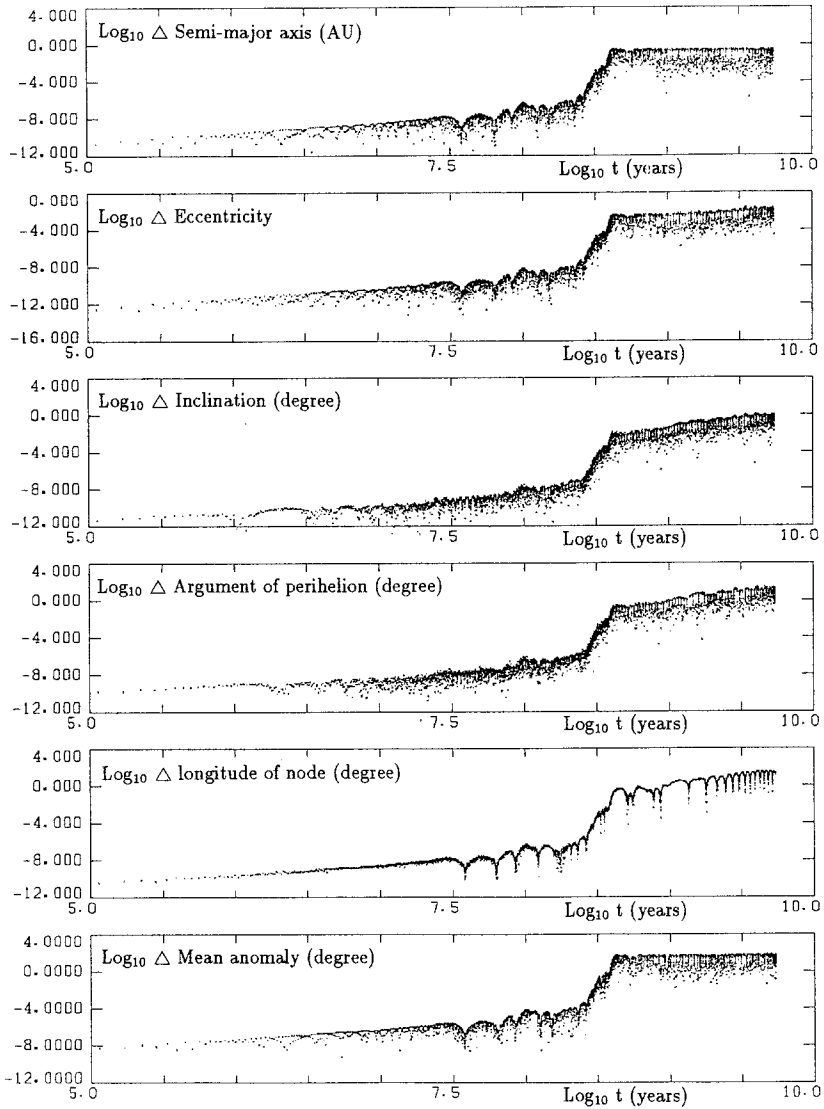 4.000
Log₁₀ △ Semi-major axis (AU)
0.000
-4.000
-8.000
-12.000
5.0 7.5 Log₁₀ t (years) 10.0
0.000
Log₁₀ △ Eccentricity
-4.000
-8.000
-12.000
-16.000
5.0 7.5 Log₁₀ t (years) 10.0
4.000
Log₁₀ △ Inclination (degree)
0.000
-4.000
-8.000
-12.000
5.0 7.5 Log₁₀ t (years) 10.0
4.000
Log₁₀ △ Argument of perihelion (degree)
0.000
-4.000
-8.000
-12.000
5.0 7.5 Log₁₀ t (years) 10.0
4.000
Log₁₀ △ longitude of node (degree)
0.000
-4.000
-8.000
-12.000
5.0 7.5 Log₁₀ t (years) 10.0
4.0000
Log₁₀ △ Mean anomaly (degree)
0.0000
-4.0000
-8.0000
-12.0000
5.0 7.5 Log₁₀ t (years) 10.0